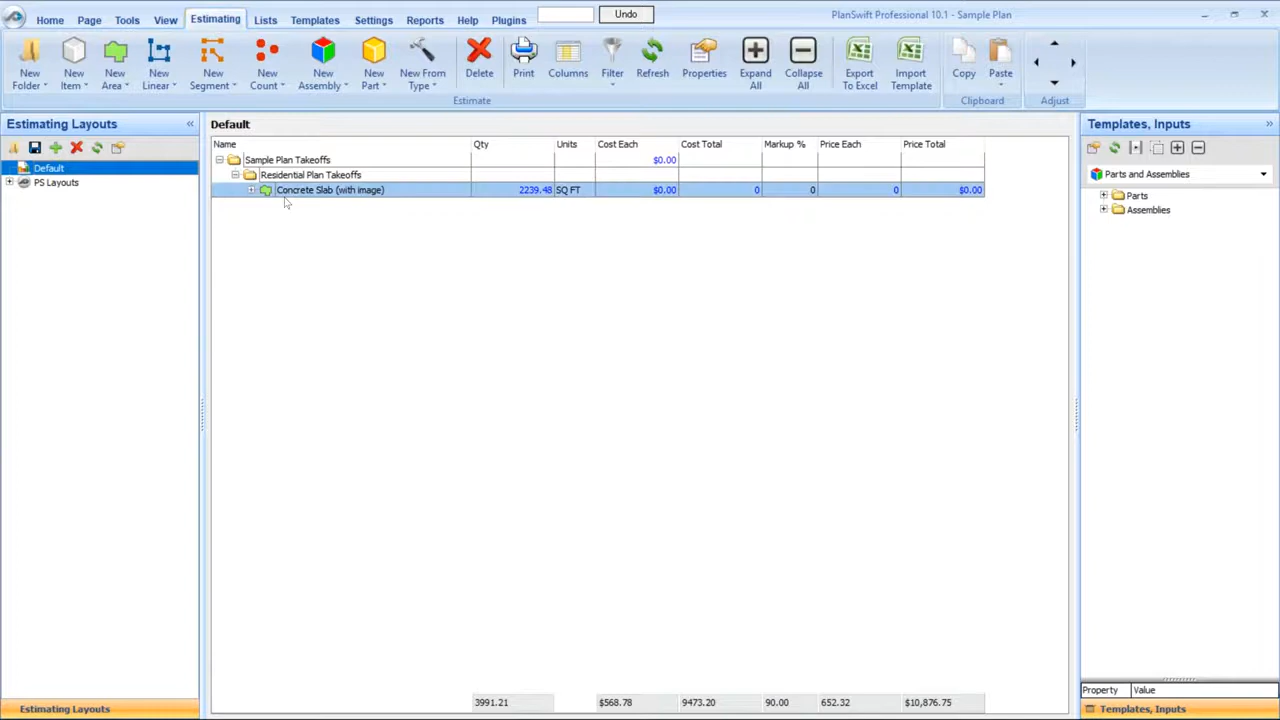 Home Page Tools View Estimating Lists Templates Settings Reports Help Plugins Undo PlanSwift Professional 10.1 - Sample Plan
New Folder New Item New Area New Linear New Segment New Count New Assembly New Part New From Type Delete Print Columns Filter Refresh Properties Expand All Collapse All Export To Excel Import Template Copy Paste
Estimate Clipboard Adjust
Estimating Layouts
Default
PS Layouts
Default
Name Qty Units Cost Each Cost Total Markup % Price Each Price Total
Sample Plan Takeoffs $0.00
Residential Plan Takeoffs
Concrete Slab (with image) 2239.48 SQ FT $0.00 0 0 0 $0.00
3991.21 $568.78 9473.20 90.00 652.32 $10,876.75
Templates, Inputs
Parts and Assemblies
Parts
Assemblies
Property Value
Estimating Layouts
Templates, Inputs